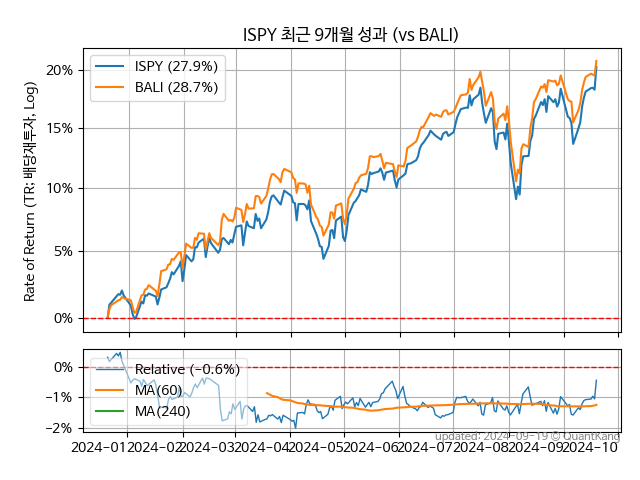 ISPY 최근 9개월 성과 (vs BALI)
Rate of Return (TR: 배당재투자, Log)
20%
15%
10%
5%
0%
ISPY (27.9%)
BALI (28.7%)
0%
−1%
−2%
Relative (−0.6%)
MA(60)
MA(240)
2024-01 2024-02 2024-03 2024-04 2024-05 2024-06 2024-07 2024-08 2024-09 2024-10
updated: 2024-09-19 © QuantKang